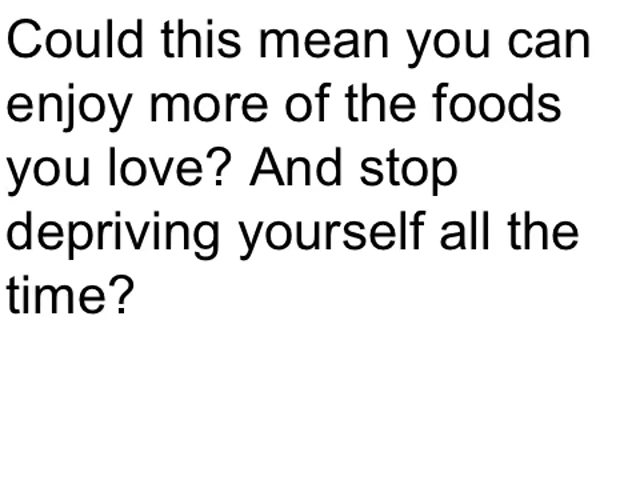 Could this mean you can
enjoy more of the foods
you love? And stop
depriving yourself all the
time?